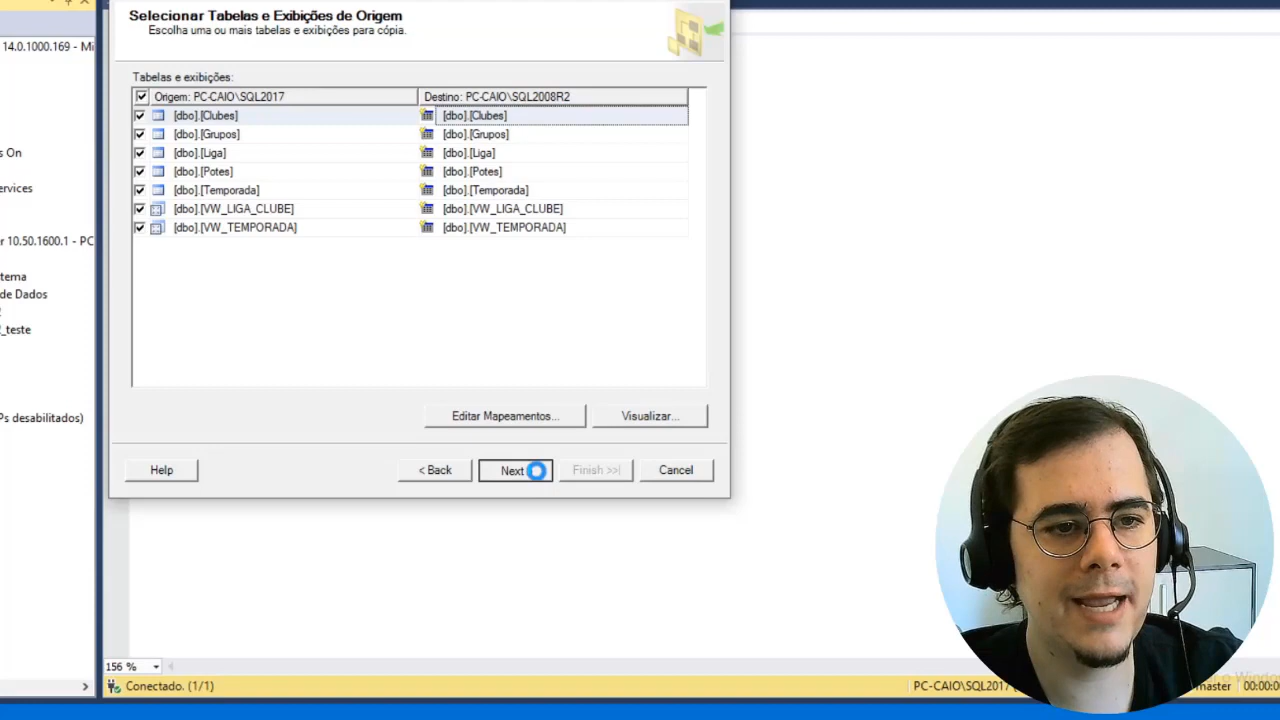 14.0.1000.169 - Mi
s On
ervices
r 10.50.1600.1 - PC
tema
de Dados
_teste
Ps desabilitados)
Selecionar Tabelas e Exibições de Origem
Escolha uma ou mais tabelas e exibições para cópia.
Tabelas e exibições:
Origem: PC-CAIO\SQL2017 Destino: PC-CAIO\SQL2008R2
[dbo].[Clubes] [dbo].[Clubes]
[dbo].[Grupos] [dbo].[Grupos]
[dbo].[Liga] [dbo].[Liga]
[dbo].[Potes] [dbo].[Potes]
[dbo].[Temporada] [dbo].[Temporada]
[dbo].[VW_LIGA_CLUBE] [dbo].[VW_LIGA_CLUBE]
[dbo].[VW_TEMPORADA] [dbo].[VW_TEMPORADA]
Editar Mapeamentos... Visualizar...
Help < Back Next Finish >>| Cancel
156 %
Conectado. (1/1) PC-CAIO\SQL2017 master 00:00:0